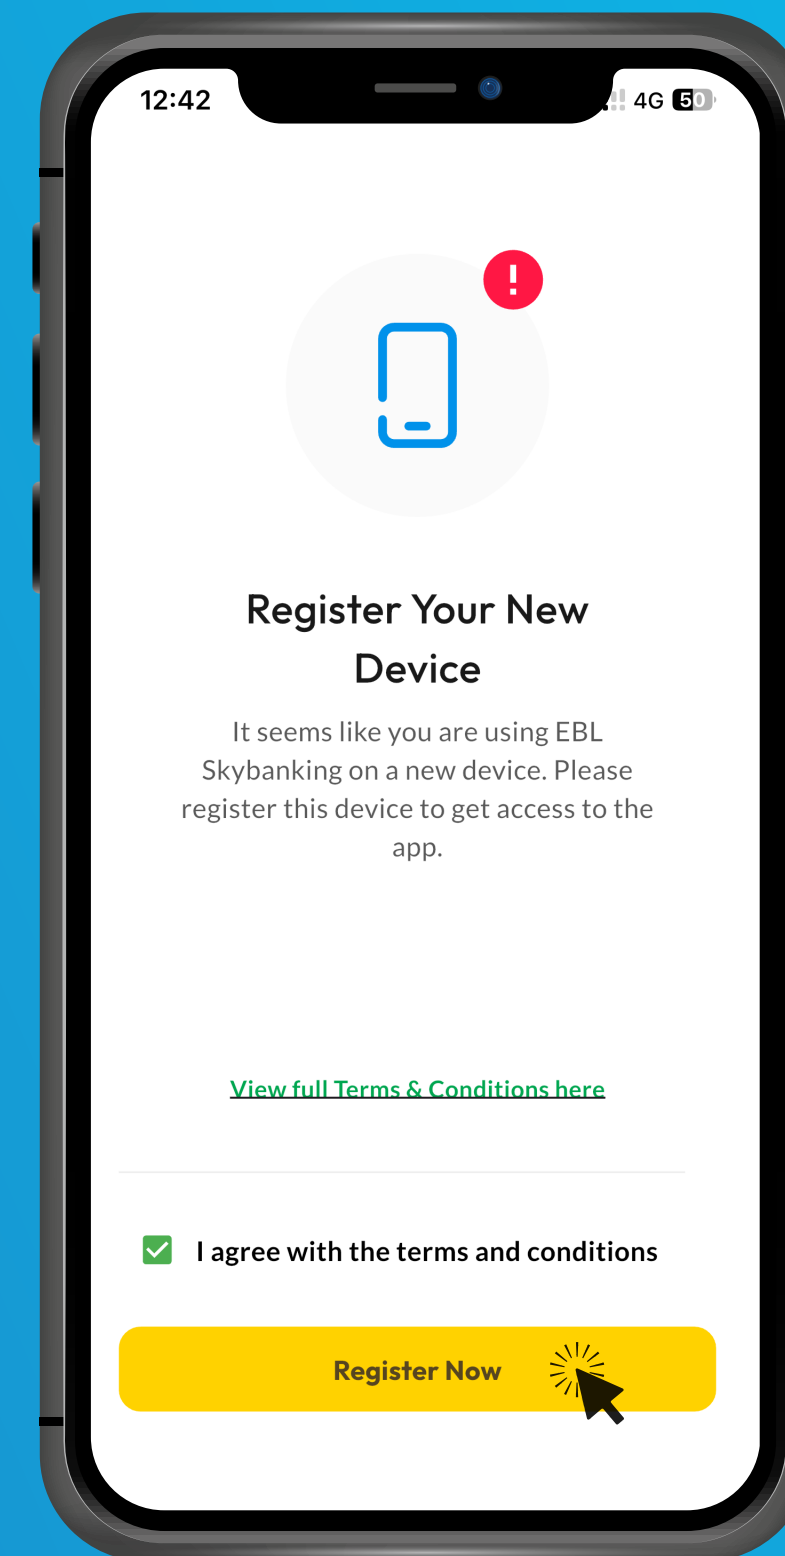 12:42
4G 50
!
Register Your New
Device
It seems like you are using EBL
Skybanking on a new device. Please
register this device to get access to the
app.
View full Terms & Conditions here
I agree with the terms and conditions
Register Now